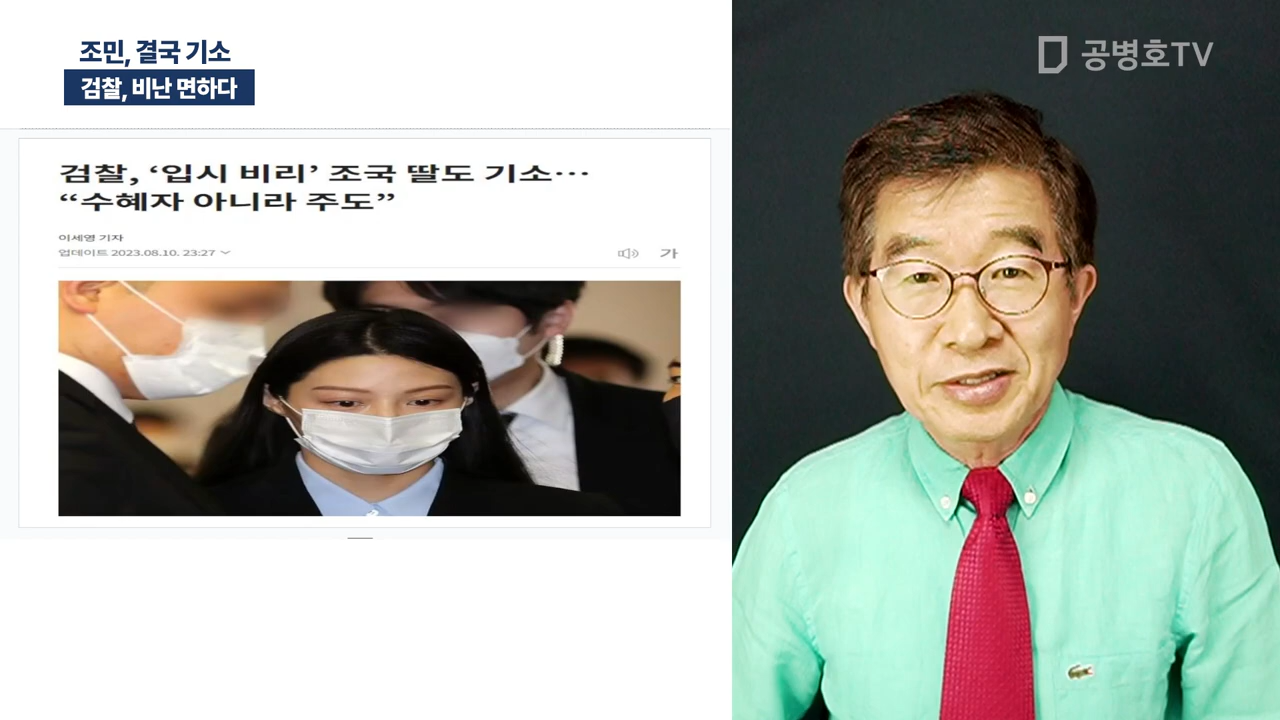 조민, 결국 기소
검찰, 비난 면하다
공병호TV
검찰, ‘입시 비리’ 조국 딸도 기소…
“수혜자 아니라 주도”
이세영 기자
업데이트 2023.08.10. 23:27
가